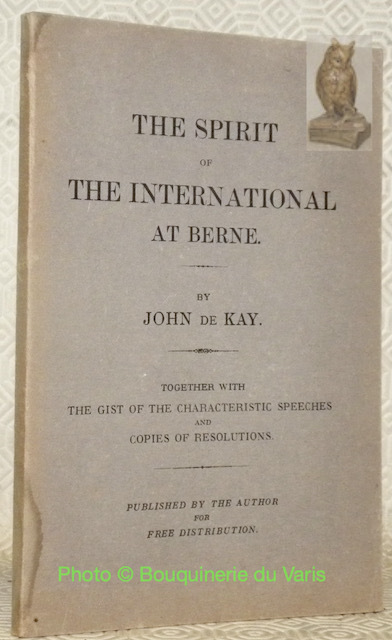 THE SPIRIT
OF
THE INTERNATIONAL
AT BERNE.
BY
JOHN DE KAY.
TOGETHER WITH
THE GIST OF THE CHARACTERISTIC SPEECHES
AND
COPIES OF RESOLUTIONS.
PUBLISHED BY THE AUTHOR
FOR
FREE DISTRIBUTION.
Photo © Bouquinerie du Varis